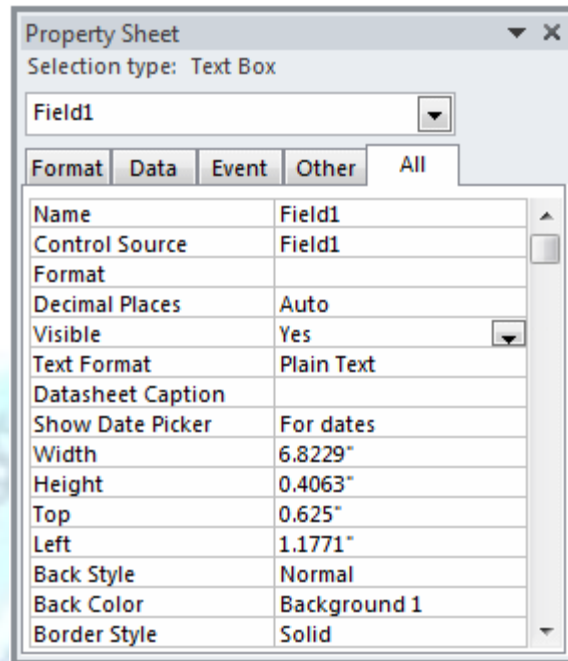 Property Sheet
Selection type: Text Box
Field1
Format Data Event Other All
Name Field1
Control Source Field1
Format
Decimal Places Auto
Visible Yes
Text Format Plain Text
Datasheet Caption
Show Date Picker For dates
Width 6.8229"
Height 0.4063"
Top 0.625"
Left 1.1771"
Back Style Normal
Back Color Background 1
Border Style Solid